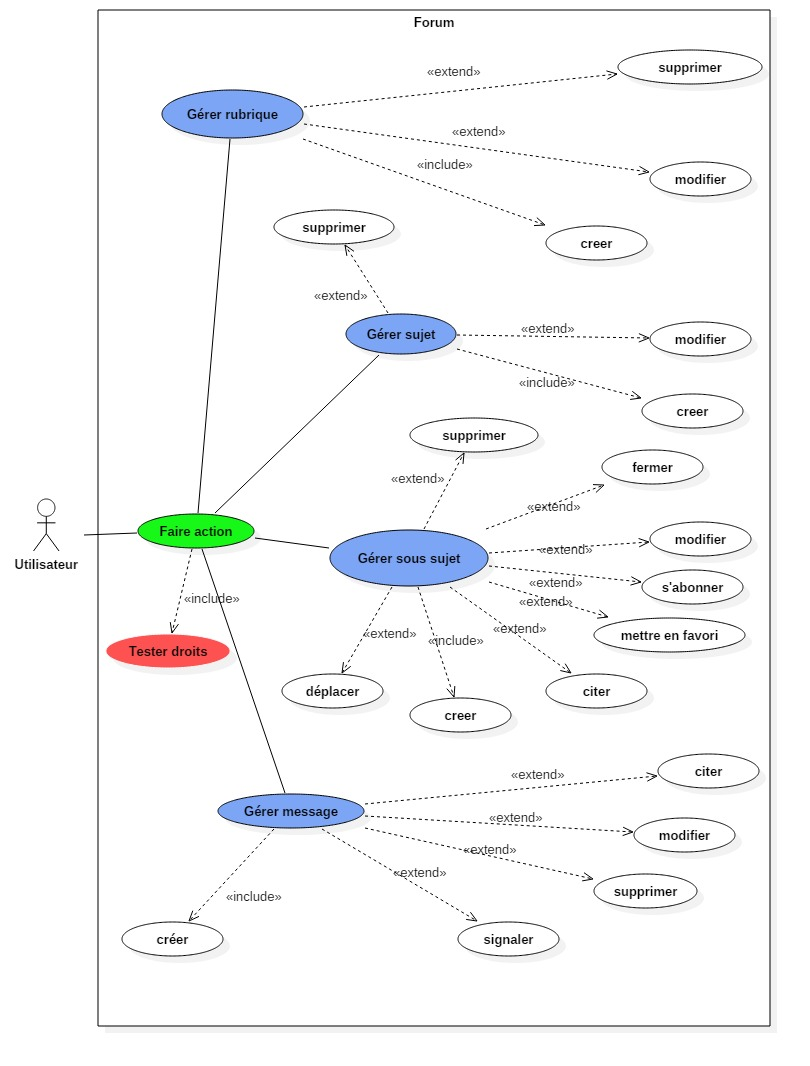 Forum
«extend»
supprimer
Gérer rubrique
«extend»
«include»
modifier
supprimer
creer
«extend»
Gérer sujet
«extend»
modifier
«include»
creer
supprimer
fermer
«extend»
«extend»
Faire action
modifier
«extend»
Gérer sous sujet
Utilisateur
«extend»
s'abonner
«include»
«extend»
«extend»
«include»
«extend»
mettre en favori
Tester droits
déplacer
citer
creer
citer
«extend»
Gérer message
«extend»
modifier
«extend»
«extend»
supprimer
«include»
créer
signaler